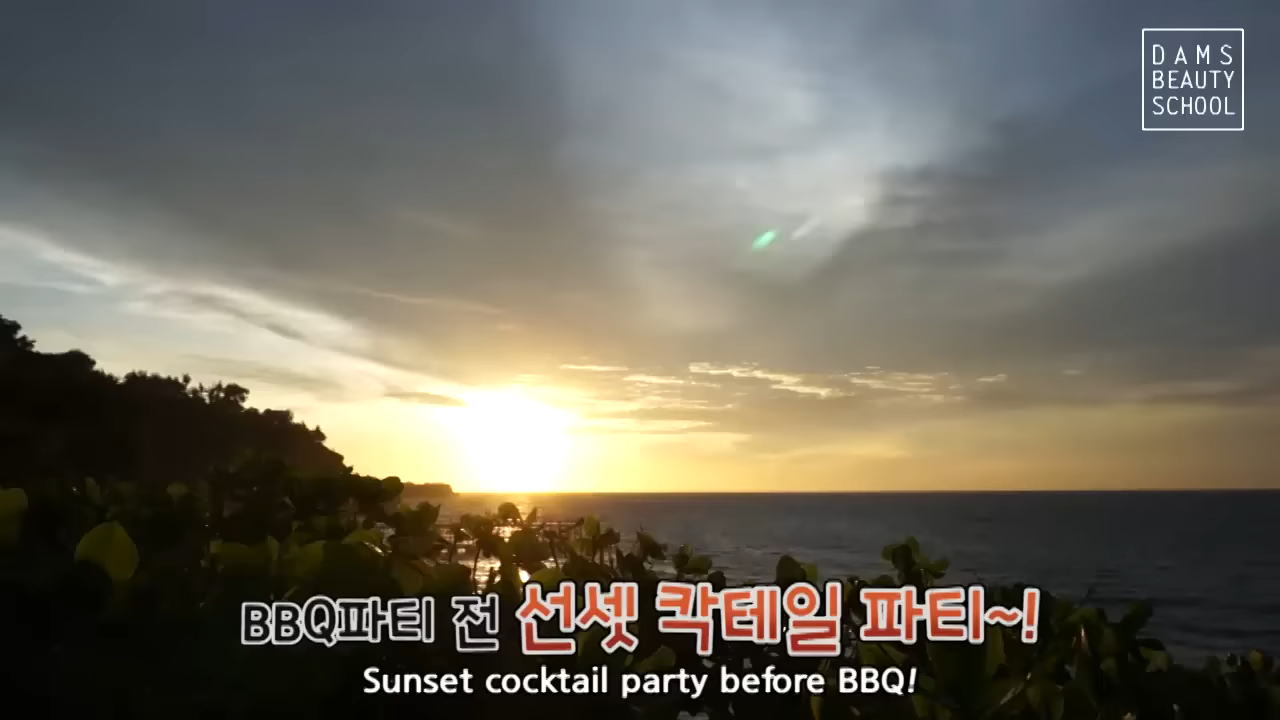 DAMS
BEAUTY
SCHOOL
BBQ파티 전 선셋 칵테일 파티~!
Sunset cocktail party before BBQ!